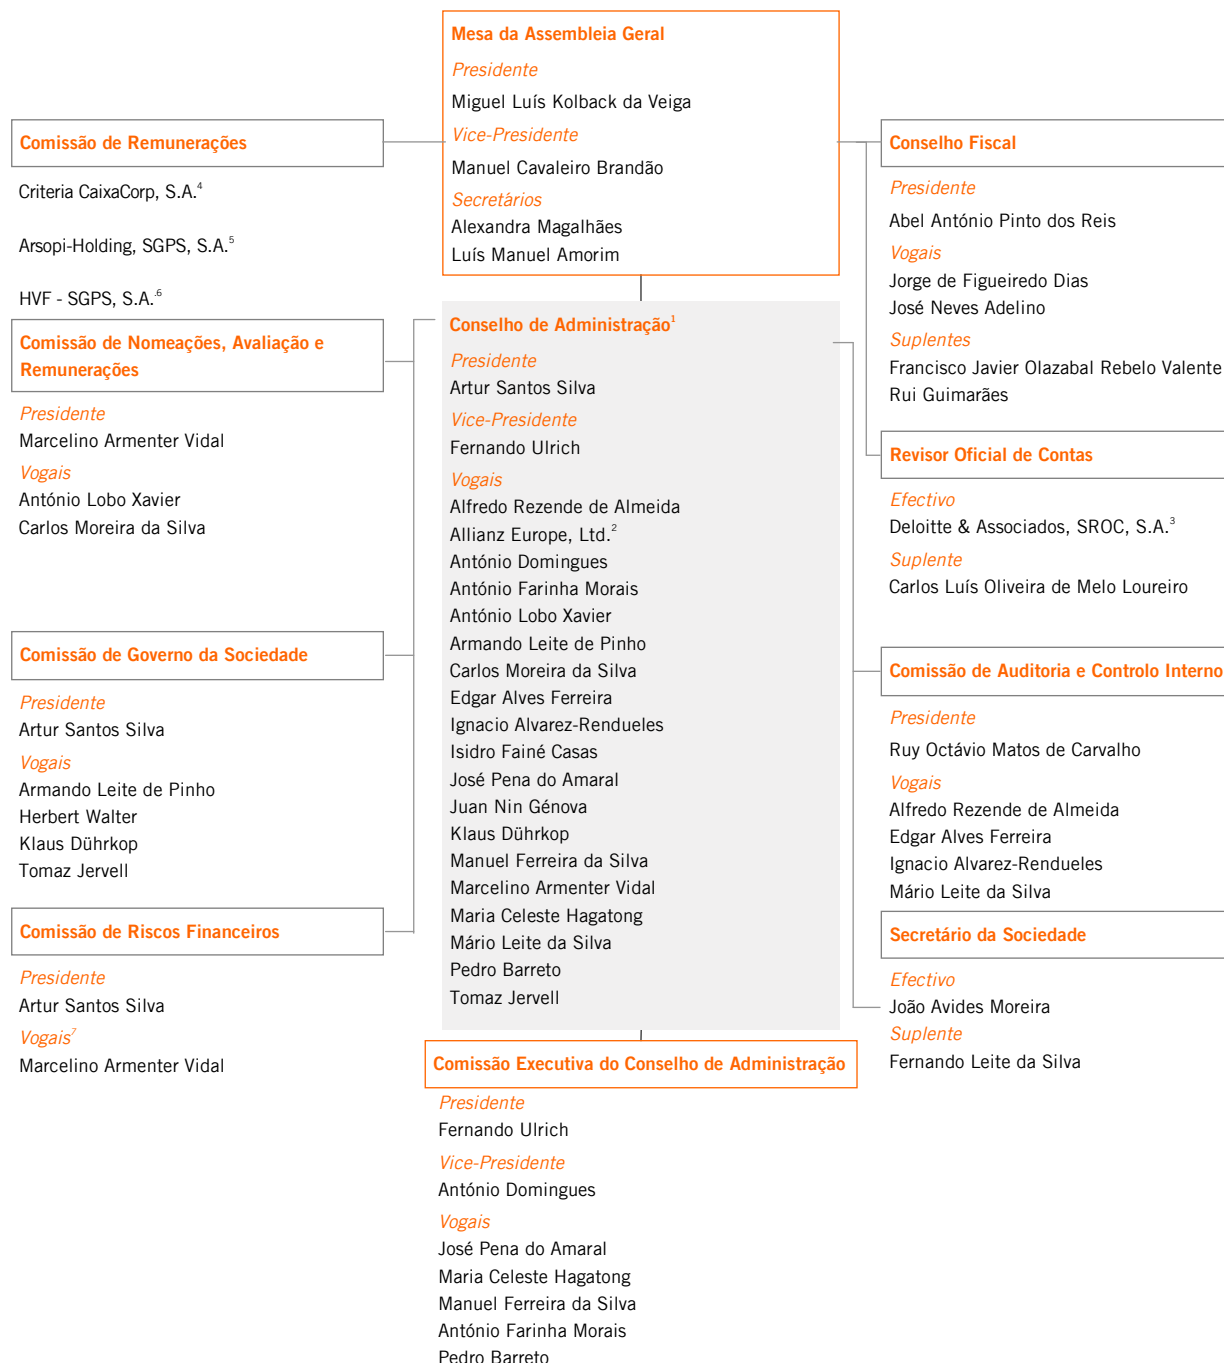 Mesa da Assembleia Geral
Presidente
Miguel Luís Kolback da Veiga
Vice-Presidente
Manuel Cavaleiro Brandão
Secretários
Alexandra Magalhães
Luís Manuel Amorim
Comissão de Remunerações
Criteria CaixaCorp, S.A.4
Arsopi-Holding, SGPS, S.A.5
HVF - SGPS, S.A.6
Comissão de Nomeações, Avaliação e
Remunerações
Presidente
Marcelino Armenter Vidal
Vogais
António Lobo Xavier
Carlos Moreira da Silva
Comissão de Governo da Sociedade
Presidente
Artur Santos Silva
Vogais
Armando Leite de Pinho
Herbert Walter
Klaus Dührkop
Tomaz Jervell
Comissão de Riscos Financeiros
Presidente
Artur Santos Silva
Vogais7
Marcelino Armenter Vidal
Conselho de Administração1
Presidente
Artur Santos Silva
Vice-Presidente
Fernando Ulrich
Vogais
Alfredo Rezende de Almeida
Allianz Europe, Ltd.2
António Domingues
António Farinha Morais
António Lobo Xavier
Armando Leite de Pinho
Carlos Moreira da Silva
Edgar Alves Ferreira
Ignacio Alvarez-Rendueles
Isidro Fainé Casas
José Pena do Amaral
Juan Nin Génova
Klaus Dührkop
Manuel Ferreira da Silva
Marcelino Armenter Vidal
Maria Celeste Hagatong
Mário Leite da Silva
Pedro Barreto
Tomaz Jervell
Comissão Executiva do Conselho de Administração
Presidente
Fernando Ulrich
Vice-Presidente
António Domingues
Vogais
José Pena do Amaral
Maria Celeste Hagatong
Manuel Ferreira da Silva
António Farinha Morais
Pedro Barreto
Conselho Fiscal
Presidente
Abel António Pinto dos Reis
Vogais
Jorge de Figueiredo Dias
José Neves Adelino
Suplentes
Francisco Javier Olazabal Rebelo Valente
Rui Guimarães
Revisor Oficial de Contas
Efectivo
Deloitte & Associados, SROC, S.A.3
Suplente
Carlos Luís Oliveira de Melo Loureiro
Comissão de Auditoria e Controlo Interno
Presidente
Ruy Octávio Matos de Carvalho
Vogais
Alfredo Rezende de Almeida
Edgar Alves Ferreira
Ignacio Alvarez-Rendueles
Mário Leite da Silva
Secretário da Sociedade
Efectivo
João Avides Moreira
Suplente
Fernando Leite da Silva